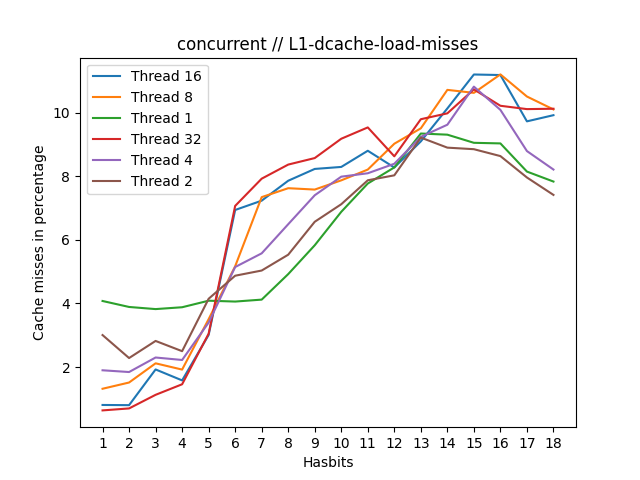 concurrent // L1-dcache-load-misses
Thread 16
Thread 8
Thread 1
Thread 32
Thread 4
Thread 2
Cache misses in percentage
10
8
6
4
2
1 2 3 4 5 6 7 8 9 10 11 12 13 14 15 16 17 18
Hasbits